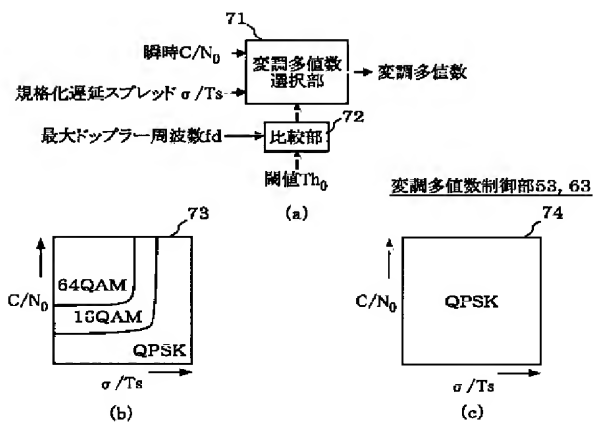 71
瞬時C/N0
変調多値数
選択部
変調多値数
規格化遅延スプレッド σ/Ts
72
最大ドップラー周波数fd
比較部
閾値Th0
変調多値数制御部53, 63
(a)
73
74
64QAM
C/N0
16QAM
QPSK
σ/Ts
(b)
C/N0
QPSK
σ/Ts
(c)